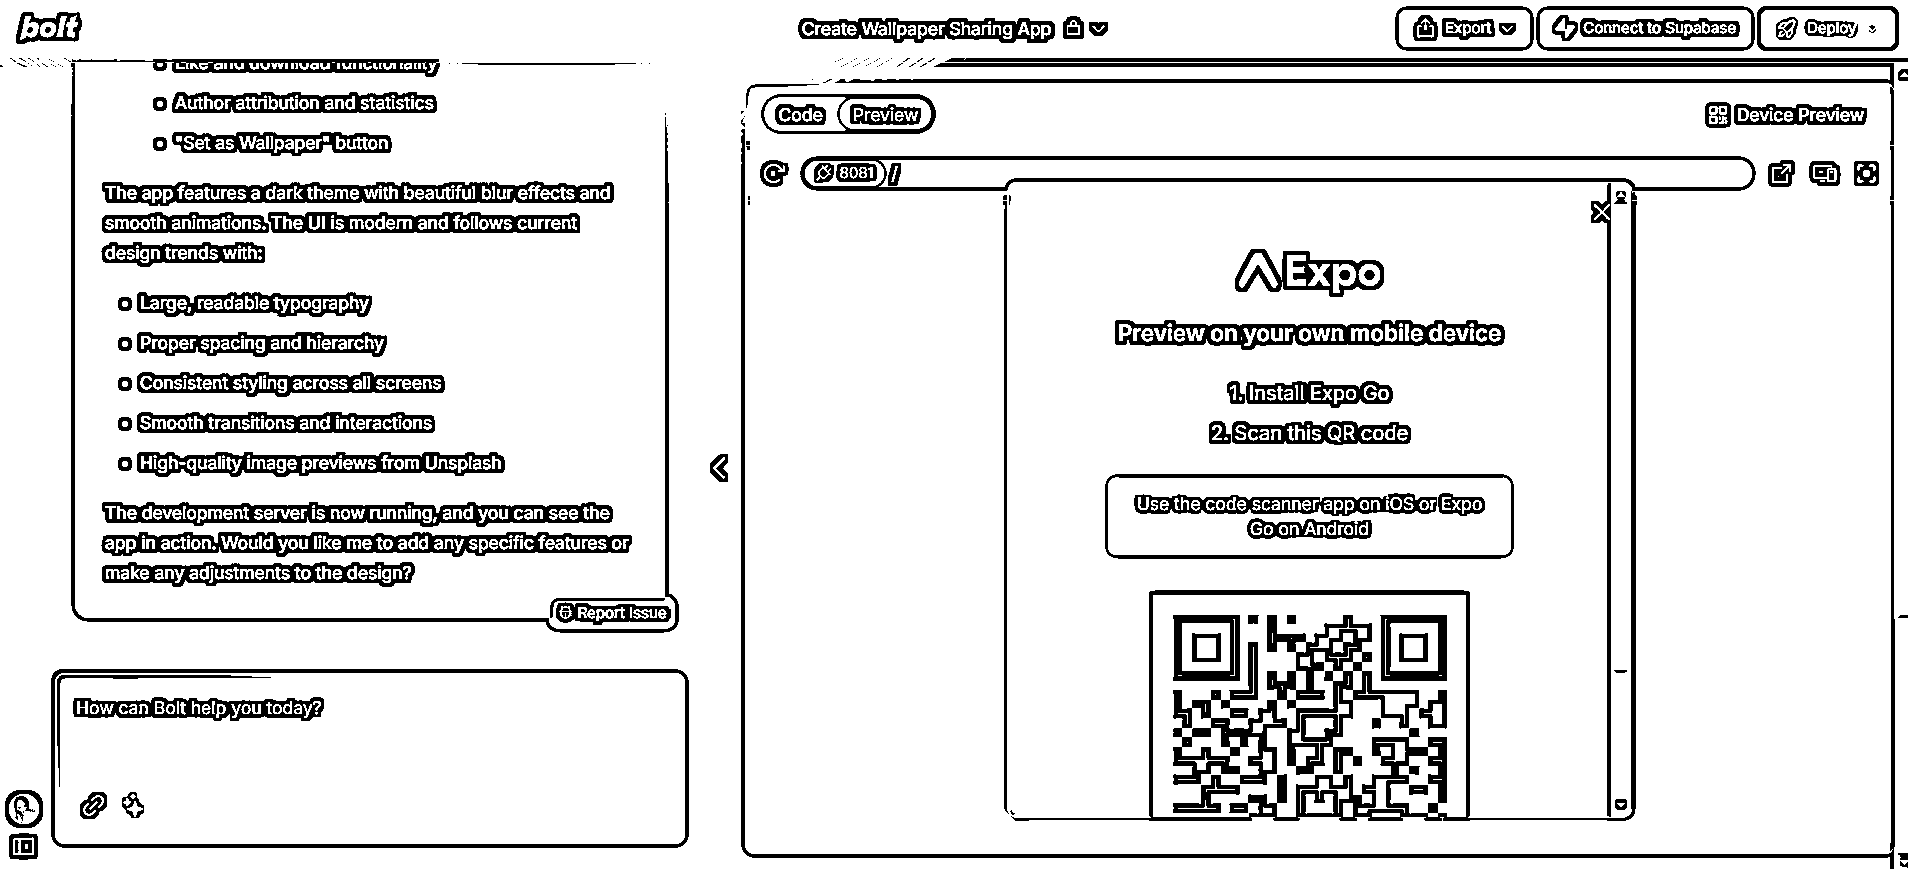 bolt
Create Wallpaper Sharing App
Export
Connect to Supabase
Deploy
Like and download functionality
Author attribution and statistics
"Set as Wallpaper" button
The app features a dark theme with beautiful blur effects and
smooth animations. The UI is modern and follows current
design trends with:
Large, readable typography
Proper spacing and hierarchy
Consistent styling across all screens
Smooth transitions and interactions
High-quality image previews from Unsplash
The development server is now running, and you can see the
app in action. Would you like me to add any specific features or
make any adjustments to the design?
Report Issue
How can Bolt help you today?
Code
Preview
Device Preview
8081 /
Expo
Preview on your own mobile device
1. Install Expo Go
2. Scan this QR code
Use the code scanner app on iOS or Expo
Go on Android